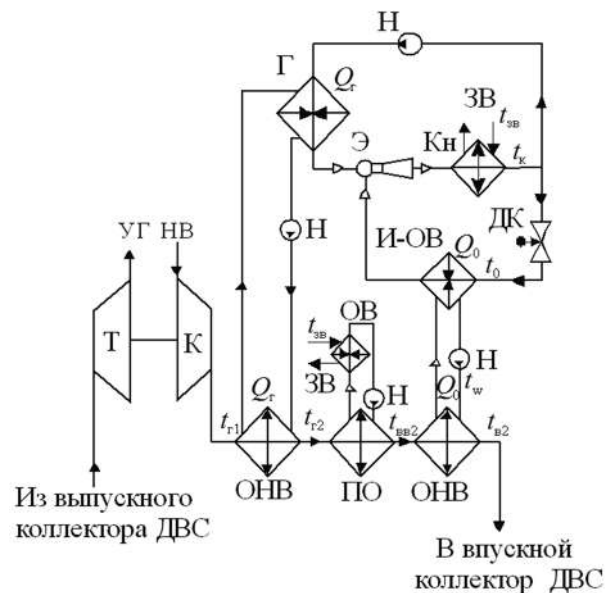 Н
Г
Qг
ЗВ
tзв
Э
Кн
tк
УГ НВ
Н
И-ОВ
ДК
Q0
t0
Т
К
ОВ
tзв
ЗВ
Н
Н
tw
Qг
Q0
tг1
tг2
tвв2
tв2
ОНВ
ПО
ОНВ
Из выпускного
коллектора ДВС
В впускной
коллектор ДВС